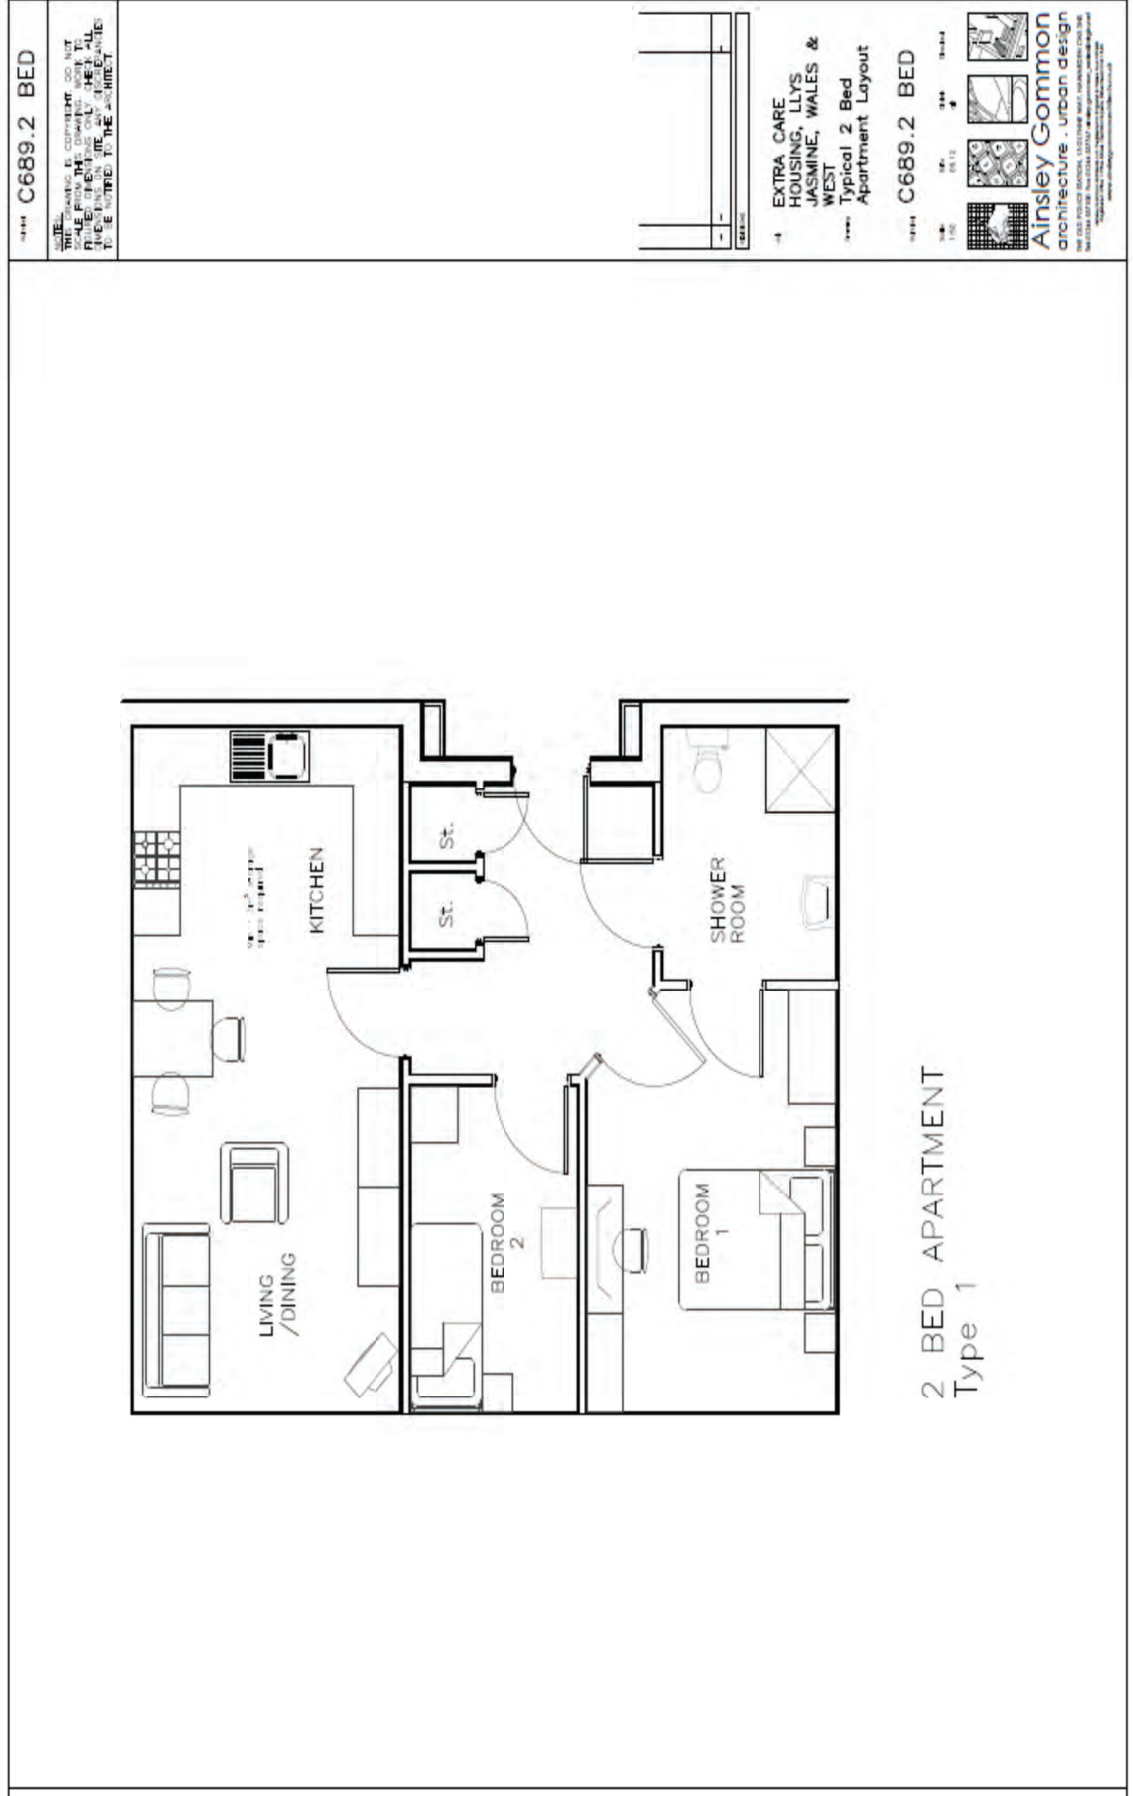 C689.2 BED
NOTE:
THIS DRAWING IS COPYRIGHT. DO NOT
SCALE FROM THIS DRAWING. WORK TO
FIGURED DIMENSIONS ONLY. CHECK ALL
DIMENSIONS ON SITE. ANY DISCREPANCIES
TO BE NOTIFIED TO THE ARCHITECT.
EXTRA CARE
HOUSING, LLYS
JASMINE, WALES &
WEST
Typical 2 Bed
Apartment Layout
C689.2 BED
1:50
Ainsley Gommon
architecture . urban design
KITCHEN
St.
St.
SHOWER
ROOM
LIVING
/DINING
BEDROOM
2
BEDROOM
1
2 BED APARTMENT
Type 1